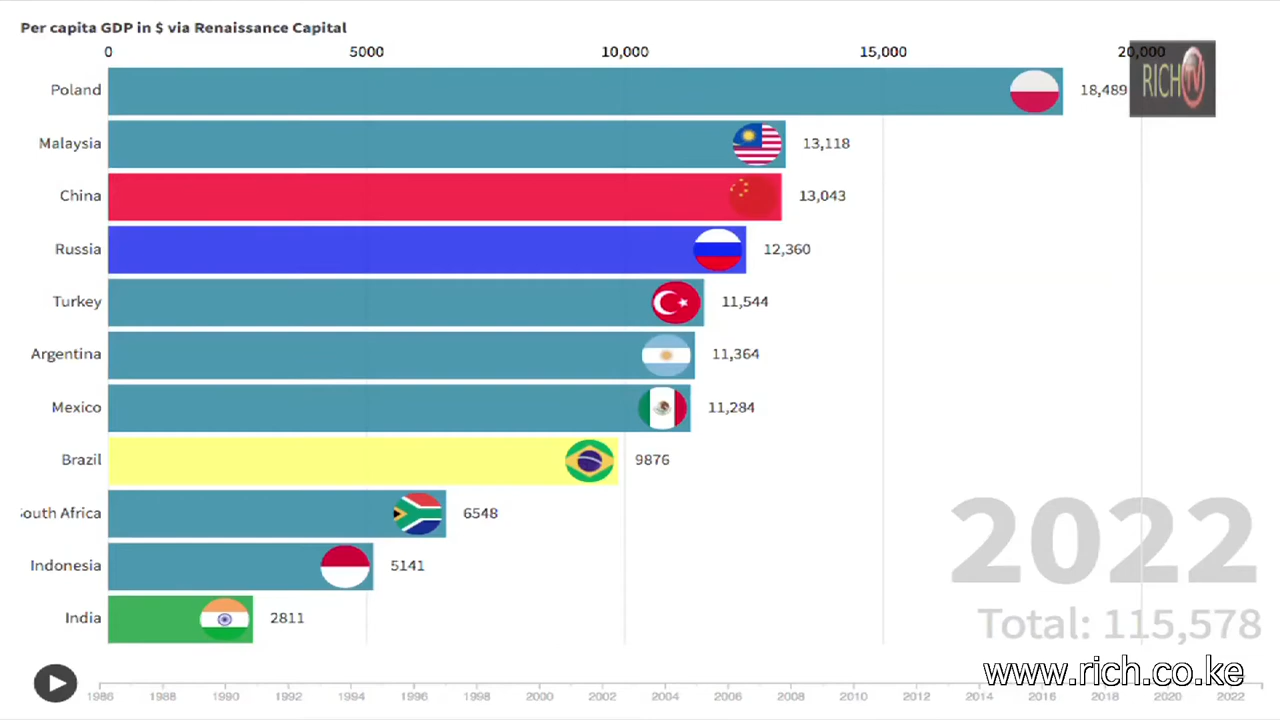 Per capita GDP in $ via Renaissance Capital
0 5000 10,000 15,000 20,000
RICH TV
Poland 18,489
Malaysia 13,118
China 13,043
Russia 12,360
Turkey 11,544
Argentina 11,364
Mexico 11,284
Brazil 9876
South Africa 6548
Indonesia 5141
India 2811
2022
Total: 115,578
www.rich.co.ke
1986 1988 1990 1992 1994 1996 1998 2000 2002 2004 2006 2008 2010 2012 2014 2016 2018 2020 2022